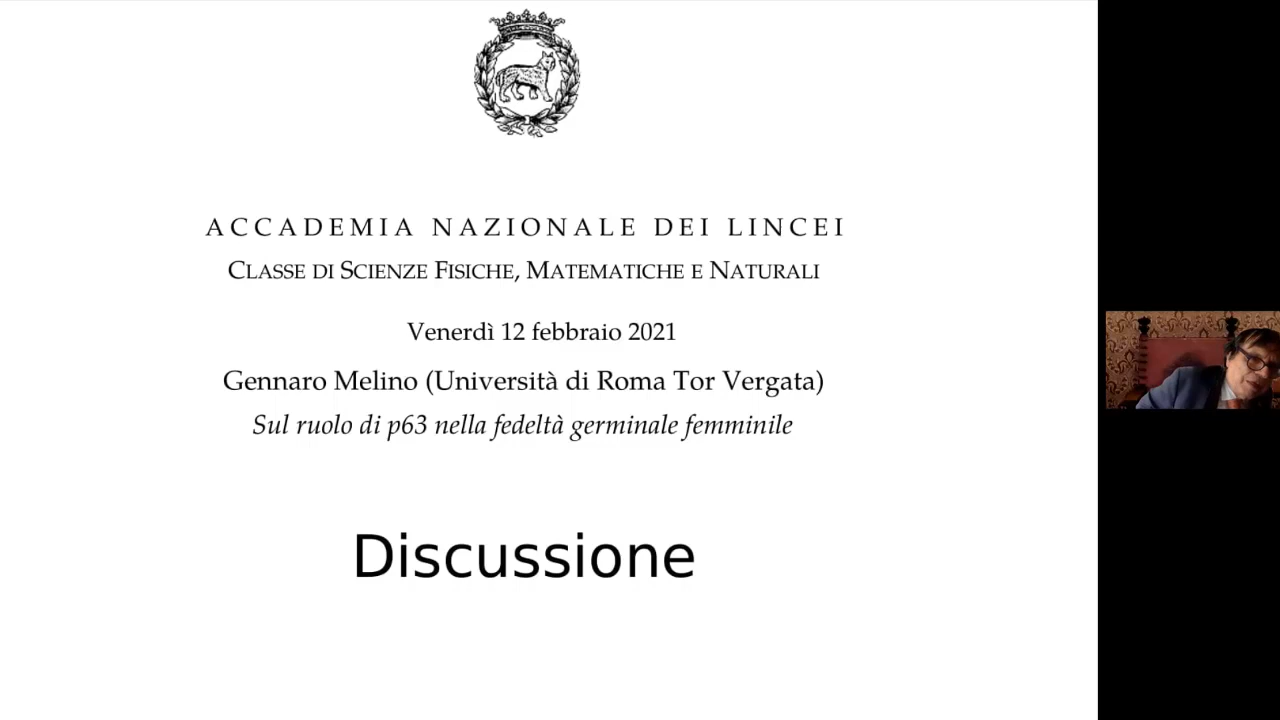 ACCADEMIA NAZIONALE DEI LINCEI
CLASSE DI SCIENZE FISICHE, MATEMATICHE E NATURALI
Venerdì 12 febbraio 2021
Gennaro Melino (Università di Roma Tor Vergata)
Sul ruolo di p63 nella fedeltà germinale femminile
Discussione